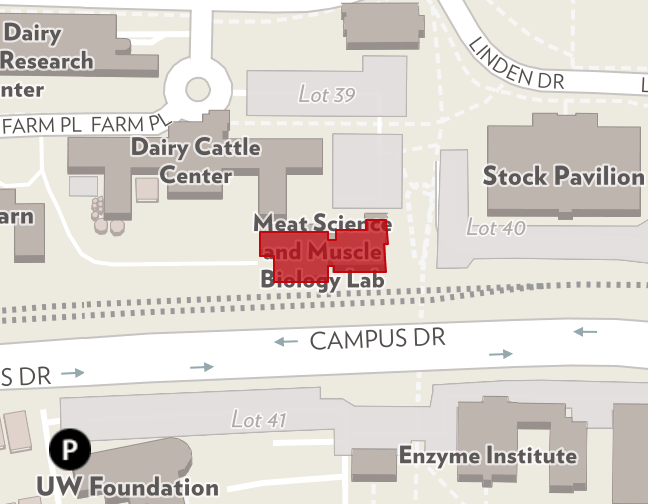 Dairy
Research
nter
LINDEN DR
L
Lot 39
FARM PL FARM PL
Dairy Cattle
Center
Stock Pavilion
arn
Meat Science
and Muscle
Biology Lab
Lot 40
CAMPUS DR
S DR
Lot 41
P
Enzyme Institute
UW Foundation